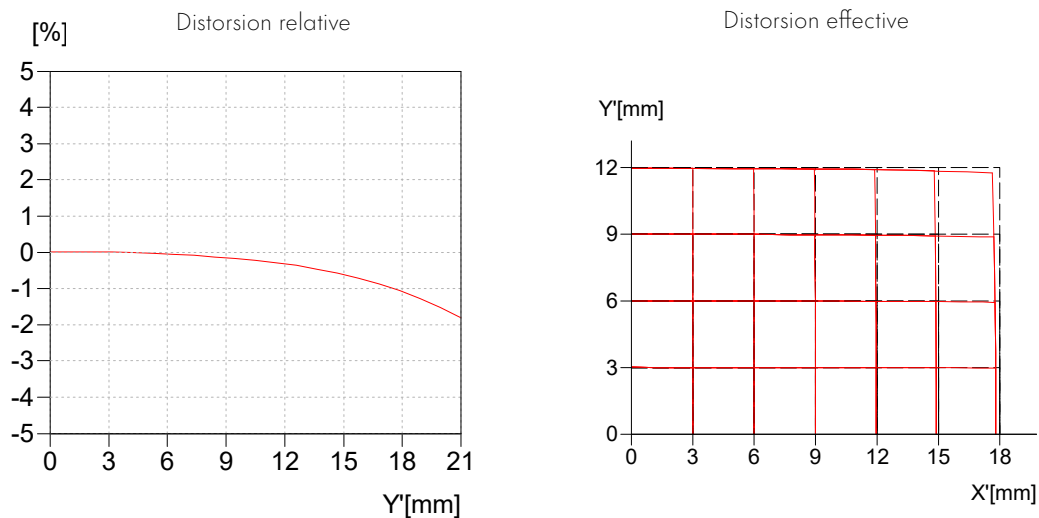 Distorsion relative
[%]
5
4
3
2
1
0
-1
-2
-3
-4
-5
0 3 6 9 12 15 18 21
Y'[mm]
Distorsion effective
Y'[mm]
12
9
6
3
0
0 3 6 9 12 15 18
X'[mm]